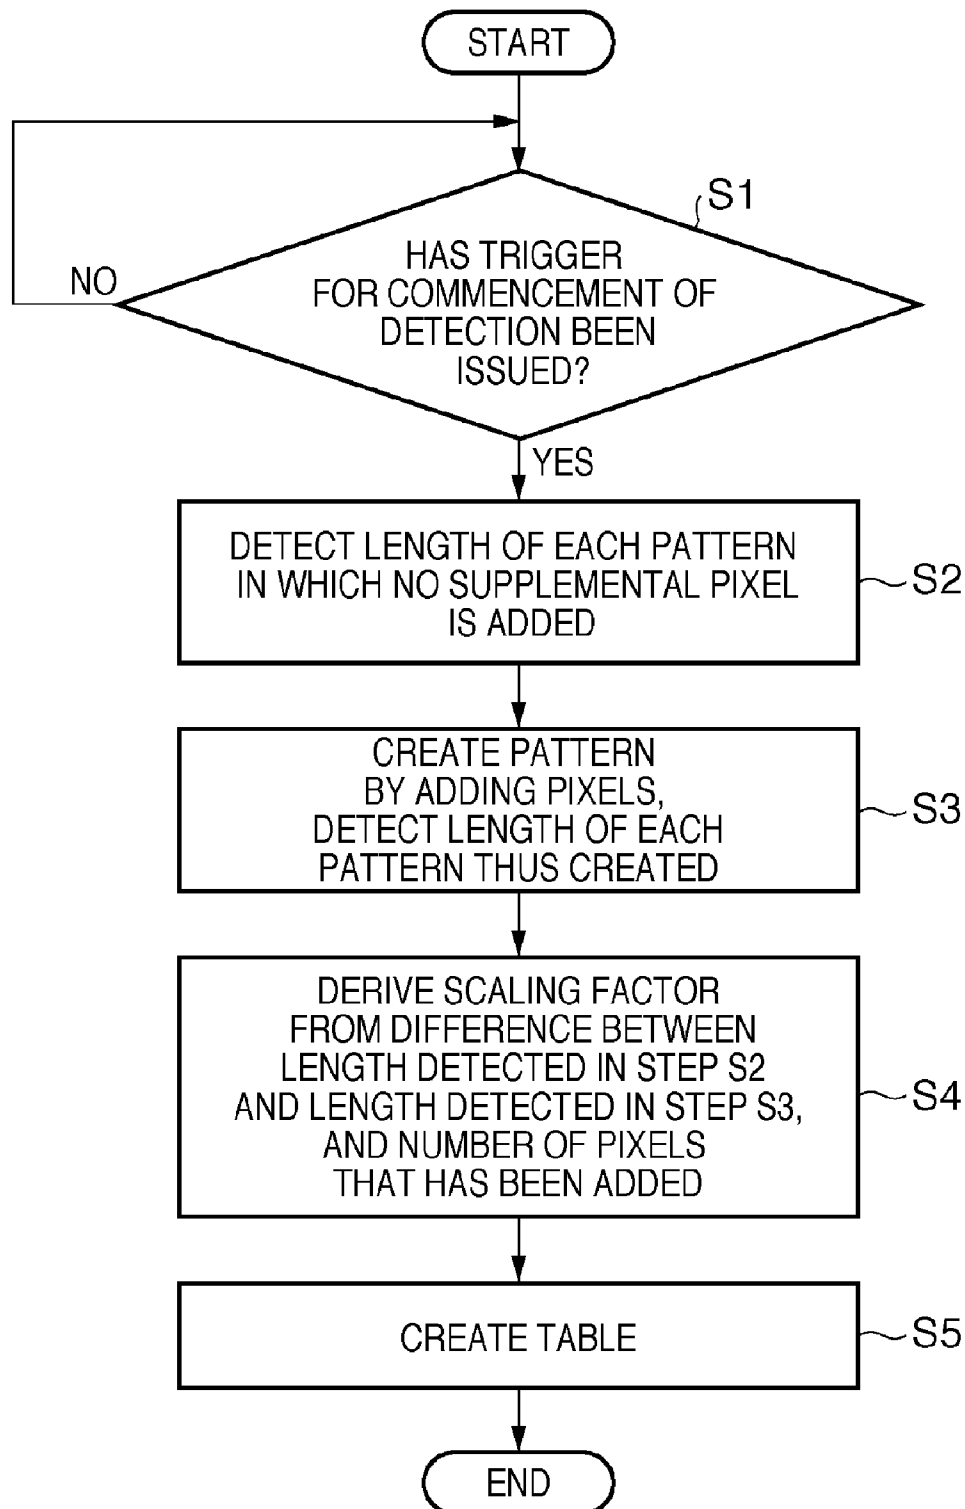 START
S1
HAS TRIGGER
FOR COMMENCEMENT OF
DETECTION BEEN
ISSUED?
NO
YES
DETECT LENGTH OF EACH PATTERN
IN WHICH NO SUPPLEMENTAL PIXEL
IS ADDED
S2
CREATE PATTERN
BY ADDING PIXELS,
DETECT LENGTH OF EACH
PATTERN THUS CREATED
S3
DERIVE SCALING FACTOR
FROM DIFFERENCE BETWEEN
LENGTH DETECTED IN STEP S2
AND LENGTH DETECTED IN STEP S3,
AND NUMBER OF PIXELS
THAT HAS BEEN ADDED
S4
CREATE TABLE
S5
END